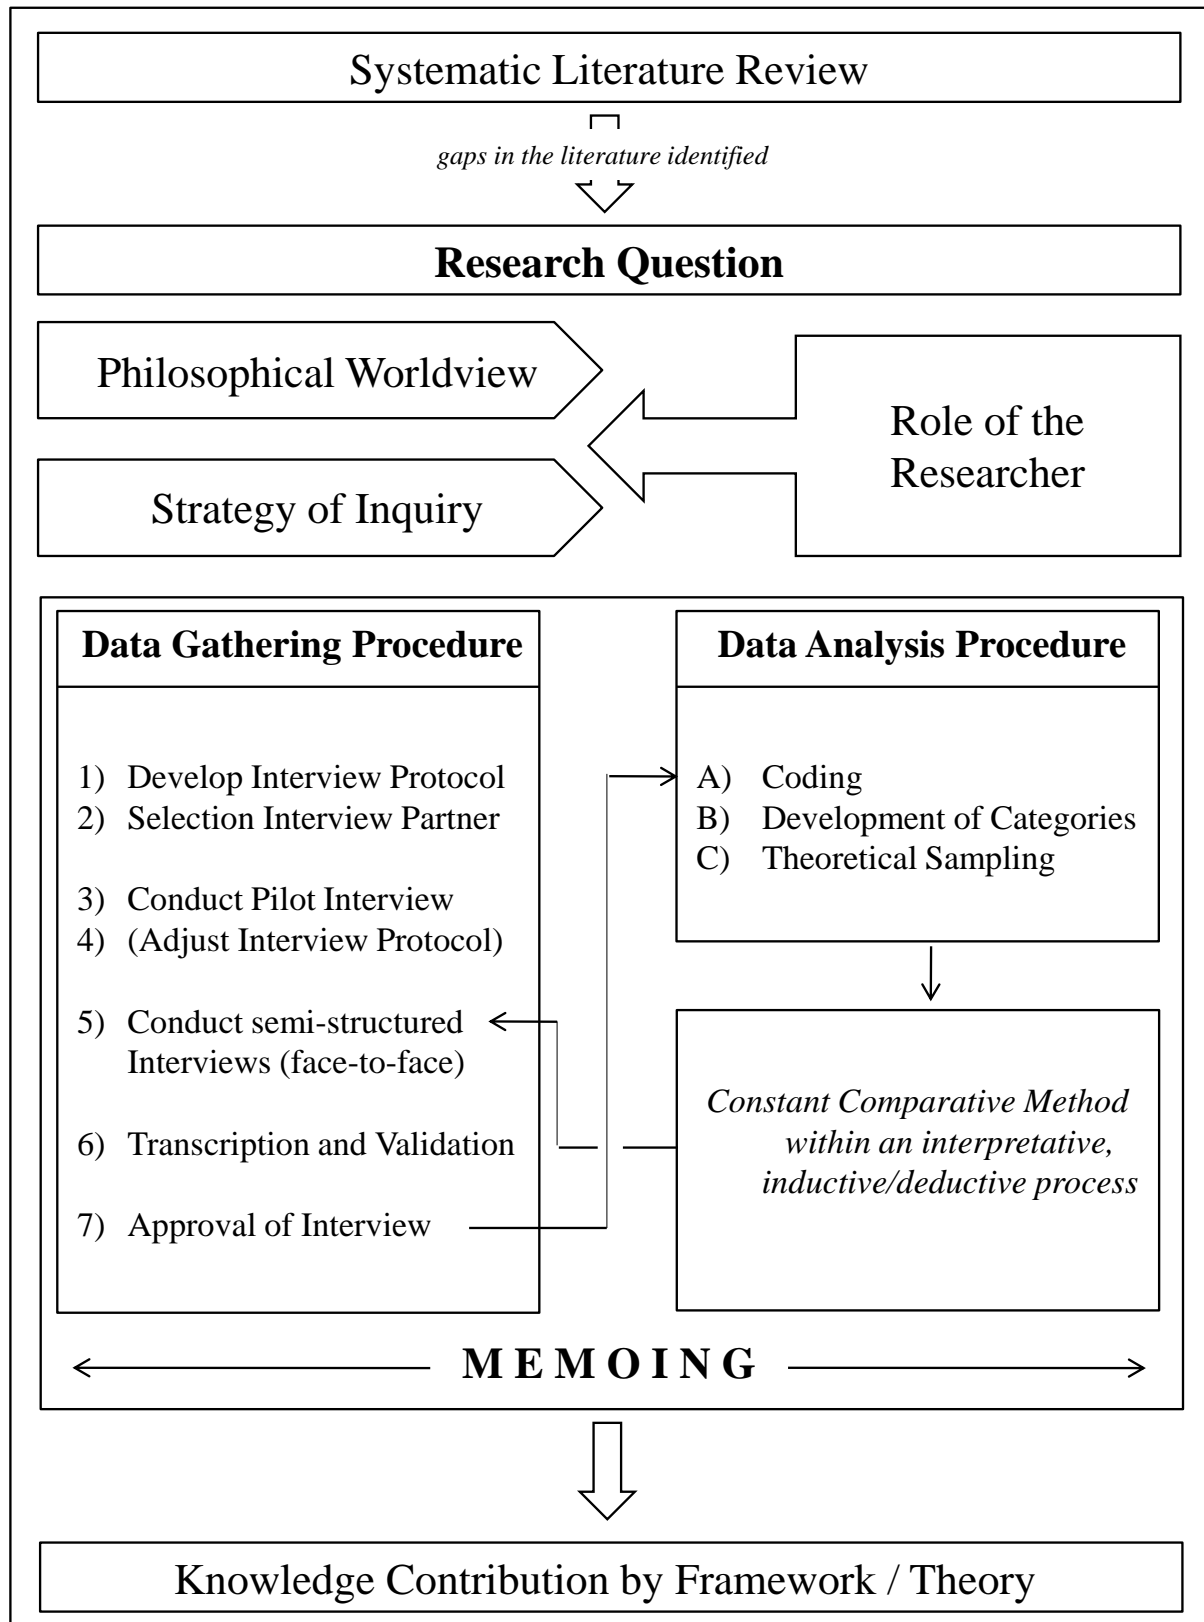 Systematic Literature Review
gaps in the literature identified
Research Question
Philosophical Worldview
Strategy of Inquiry
Role of the
Researcher
Data Gathering Procedure
1) Develop Interview Protocol
2) Selection Interview Partner
3) Conduct Pilot Interview
4) (Adjust Interview Protocol)
5) Conduct semi-structured
Interviews (face-to-face)
6) Transcription and Validation
7) Approval of Interview
Data Analysis Procedure
A) Coding
B) Development of Categories
C) Theoretical Sampling
Constant Comparative Method
within an interpretative,
inductive/deductive process
M E M O I N G
Knowledge Contribution by Framework / Theory